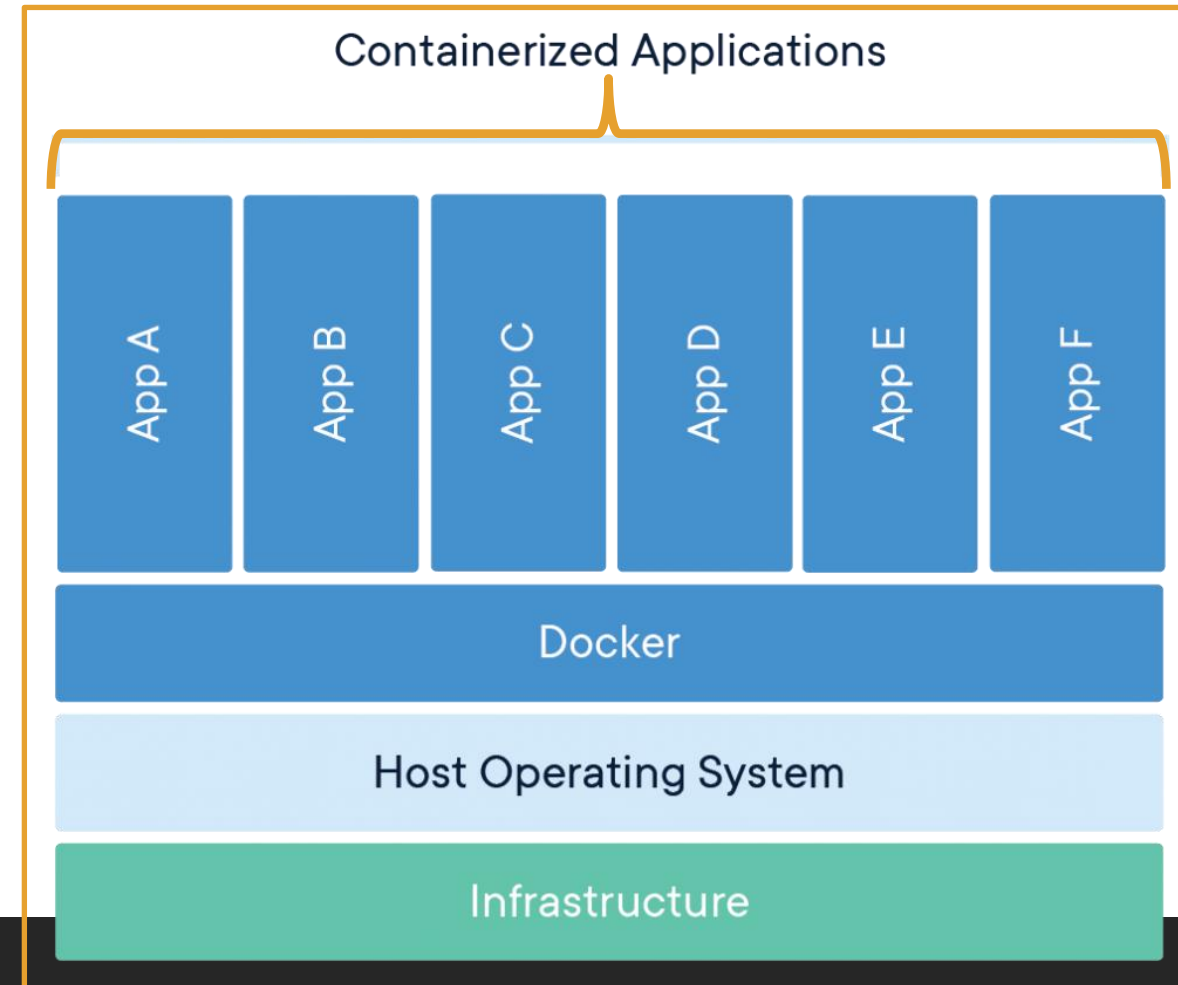 Containerized Applications
App A
App B
App C
App D
App E
App F
Docker
Host Operating System
Infrastructure